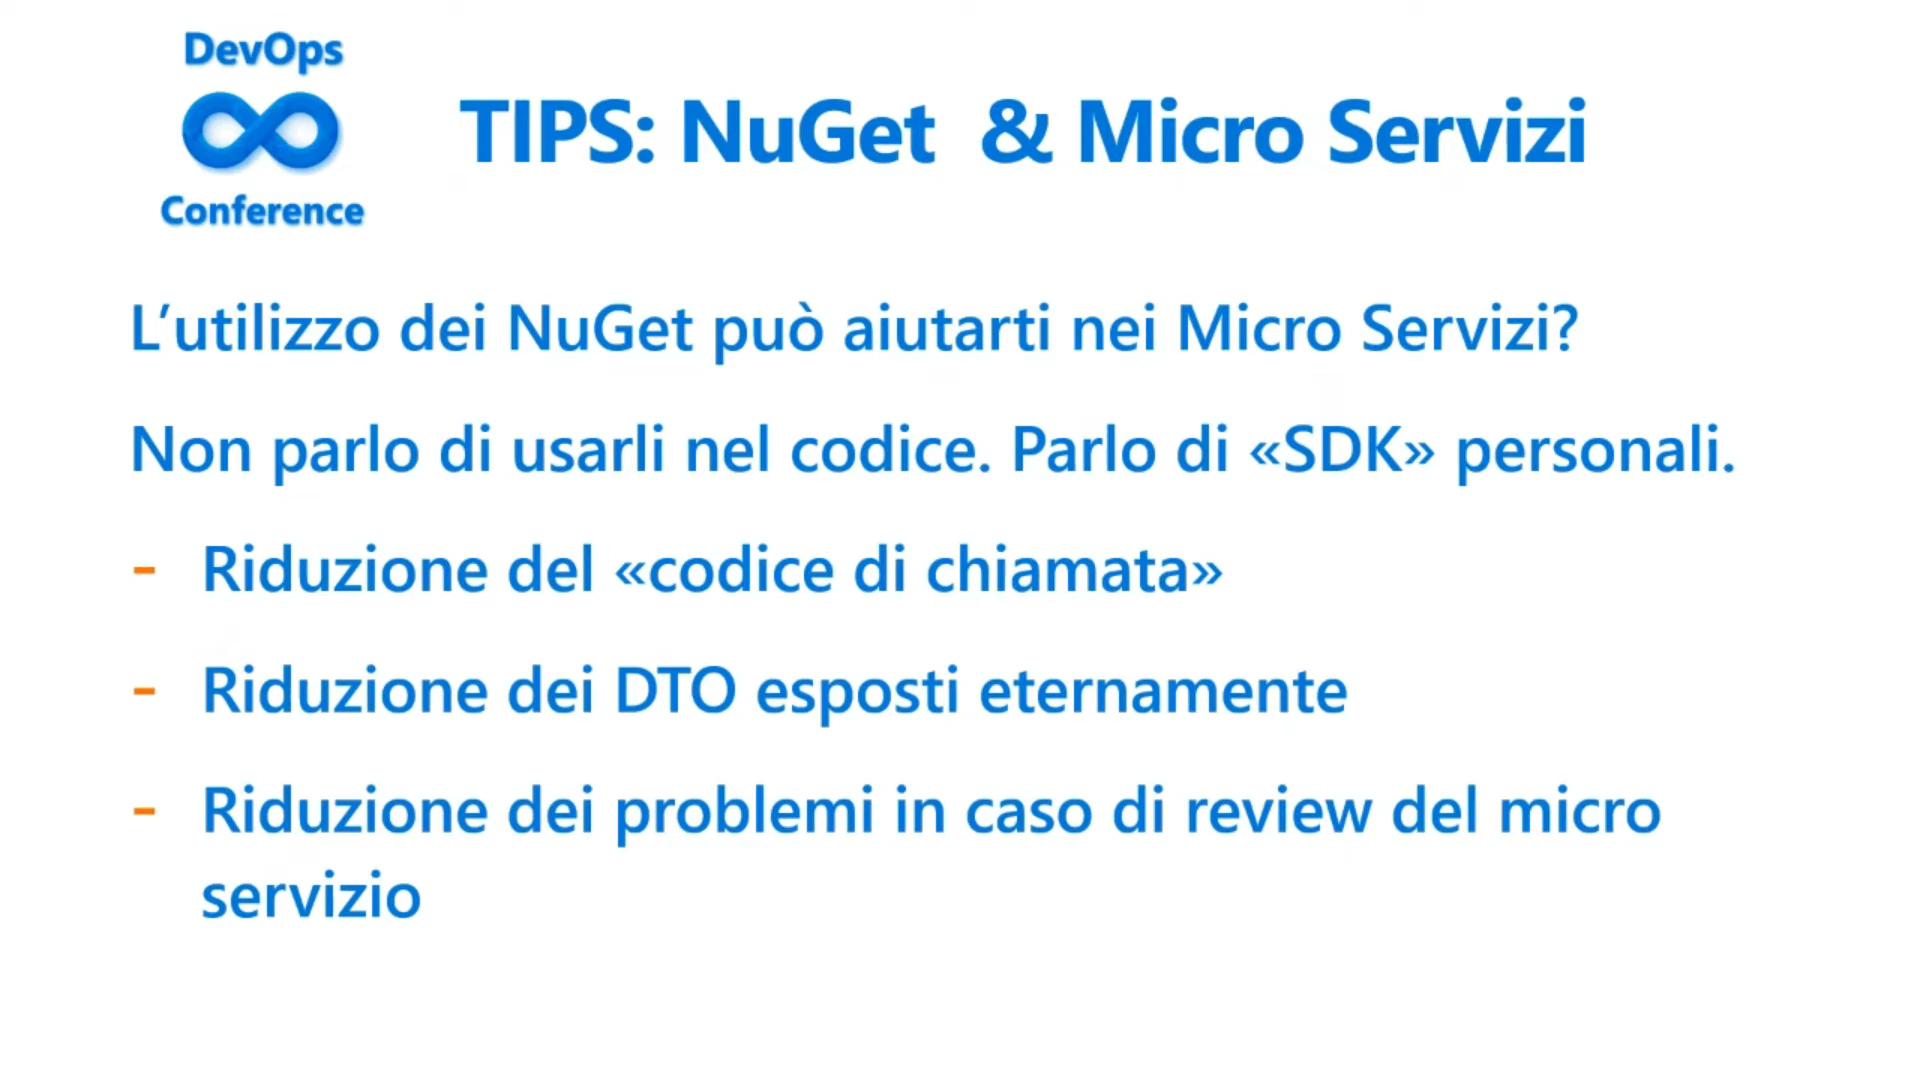 DevOps
Conference
TIPS: NuGet & Micro Servizi
L’utilizzo dei NuGet può aiutarti nei Micro Servizi?
Non parlo di usarli nel codice. Parlo di «SDK» personali.
- Riduzione del «codice di chiamata»
- Riduzione dei DTO esposti eternamente
- Riduzione dei problemi in caso di review del micro
servizio